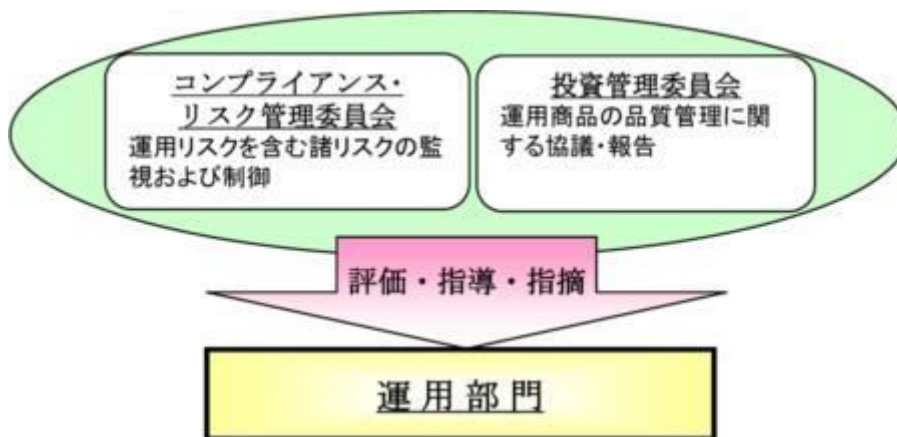 コンプライアンス・
リスク管理委員会
運用リスクを含む諸リスクの監
視および制御
投資管理委員会
運用商品の品質管理に関
する協議・報告
評価・指導・指摘
運用部門